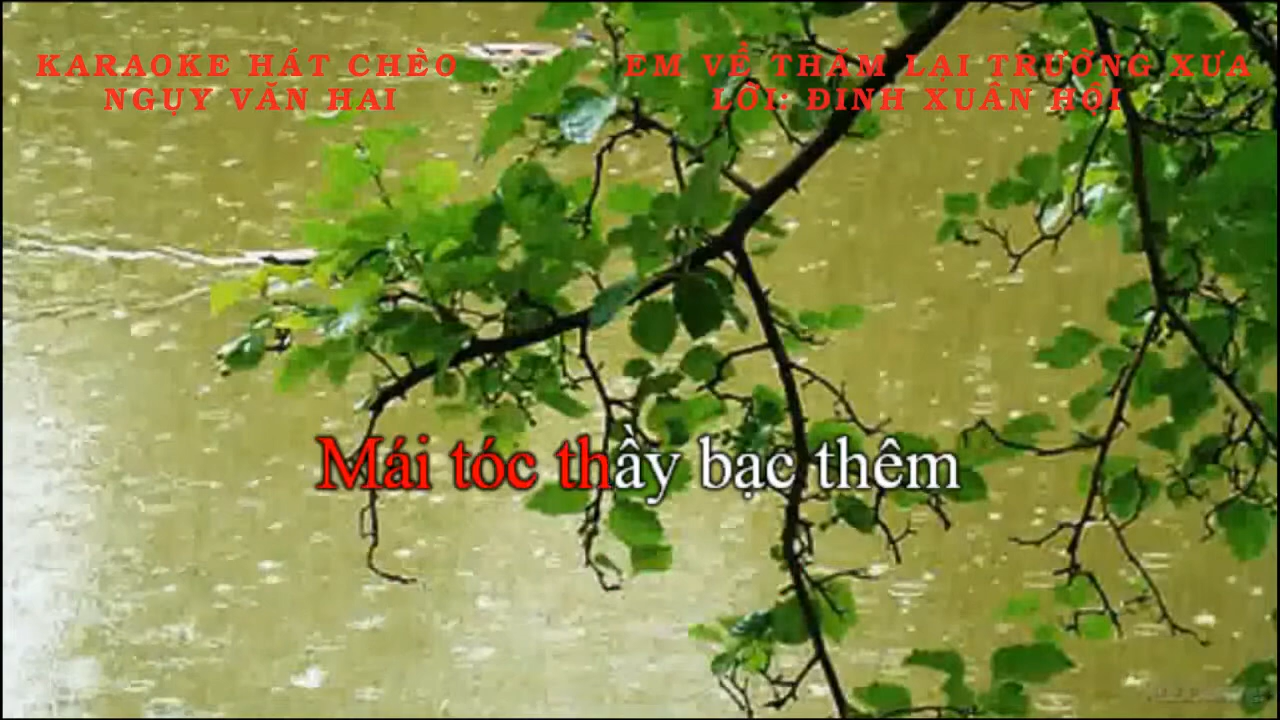 KARAOKE HÁT CHÈO
NGỤY VĂN HAI
EM VỀ THĂM LẠI TRƯỜNG XƯA
LỜI: ĐINH XUÂN HỘI
Mái tóc thầy bạc thêm